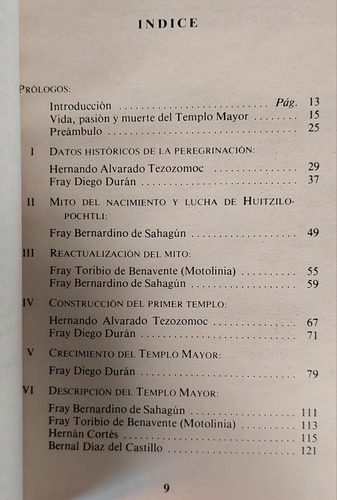 INDICE
PRÓLOGOS:
Introducción .......................... Pág. 13
Vida, pasión y muerte del Templo Mayor ........ 15
Preámbulo .......................... 25
I DATOS HISTÓRICOS DE LA PEREGRINACIÓN:
Hernando Alvarado Tezozomoc ............. 29
Fray Diego Durán ........................ 37
II MITO DEL NACIMIENTO Y LUCHA DE HUITZILO-
POCHTLI:
Fray Bernardino de Sahagún ................ 49
III REACTUALIZACIÓN DEL MITO:
Fray Toribio de Benavente (Motolinia) ......... 55
Fray Bernardino de Sahagún ................ 59
IV CONSTRUCCIÓN DEL PRIMER TEMPLO:
Hernando Alvarado Tezozomoc ............. 67
Fray Diego Durán ........................ 71
V CRECIMIENTO DEL TEMPLO MAYOR:
Fray Diego Durán ........................ 79
VI DESCRIPCIÓN DEL TEMPLO MAYOR:
Fray Bernardino de Sahagún ................ 111
Fray Toribio de Benavente (Motolinia) ......... 113
Hernán Cortés .......................... 115
Bernal Díaz del Castillo .................... 121
9